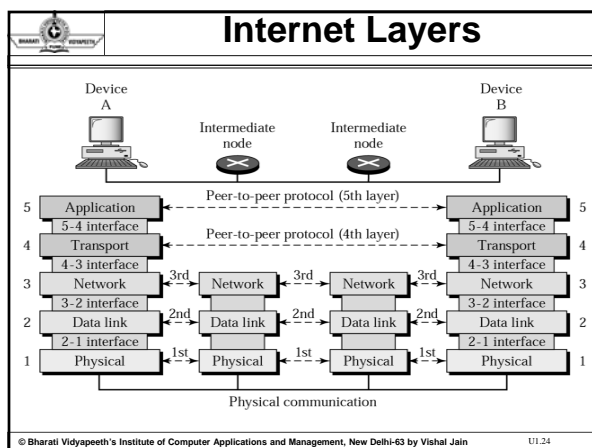 BHARATI VIDYAPEETH
PUNE
Internet Layers
Device
A
Device
B
Intermediate
node
Intermediate
node
Peer-to-peer protocol (5th layer)
5 Application Application 5
5-4 interface 5-4 interface
Peer-to-peer protocol (4th layer)
4 Transport Transport 4
4-3 interface 4-3 interface
3 Network 3rd Network 3rd Network 3rd Network 3
3-2 interface 3-2 interface
2 Data link 2nd Data link 2nd Data link 2nd Data link 2
2-1 interface 2-1 interface
1 Physical 1st Physical 1st Physical 1st Physical 1
Physical communication
© Bharati Vidyapeeth's Institute of Computer Applications and Management, New Delhi-63 by Vishal Jain U1.24